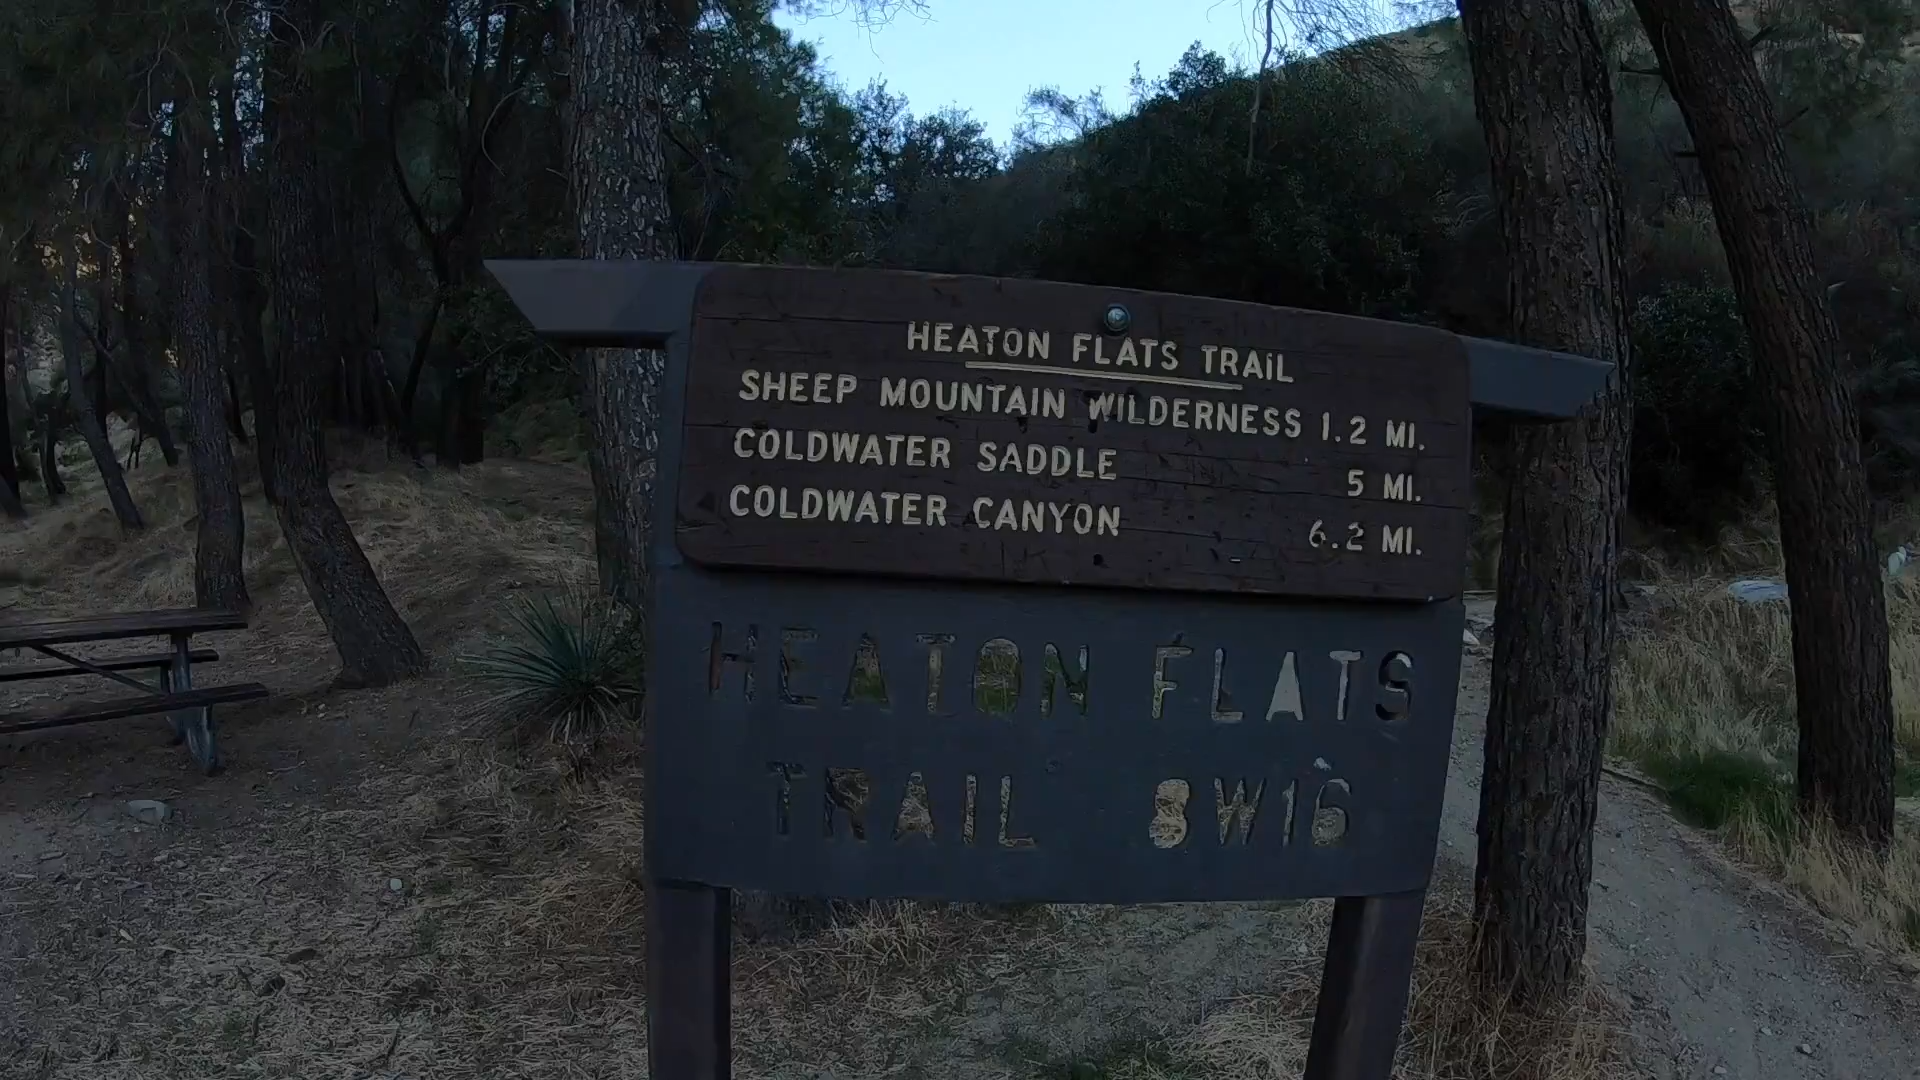 HEATON FLATS TRAIL
SHEEP MOUNTAIN WILDERNESS 1.2 MI.
COLDWATER SADDLE 5 MI.
COLDWATER CANYON 6.2 MI.
HEATON FLATS
TRAIL 8W16